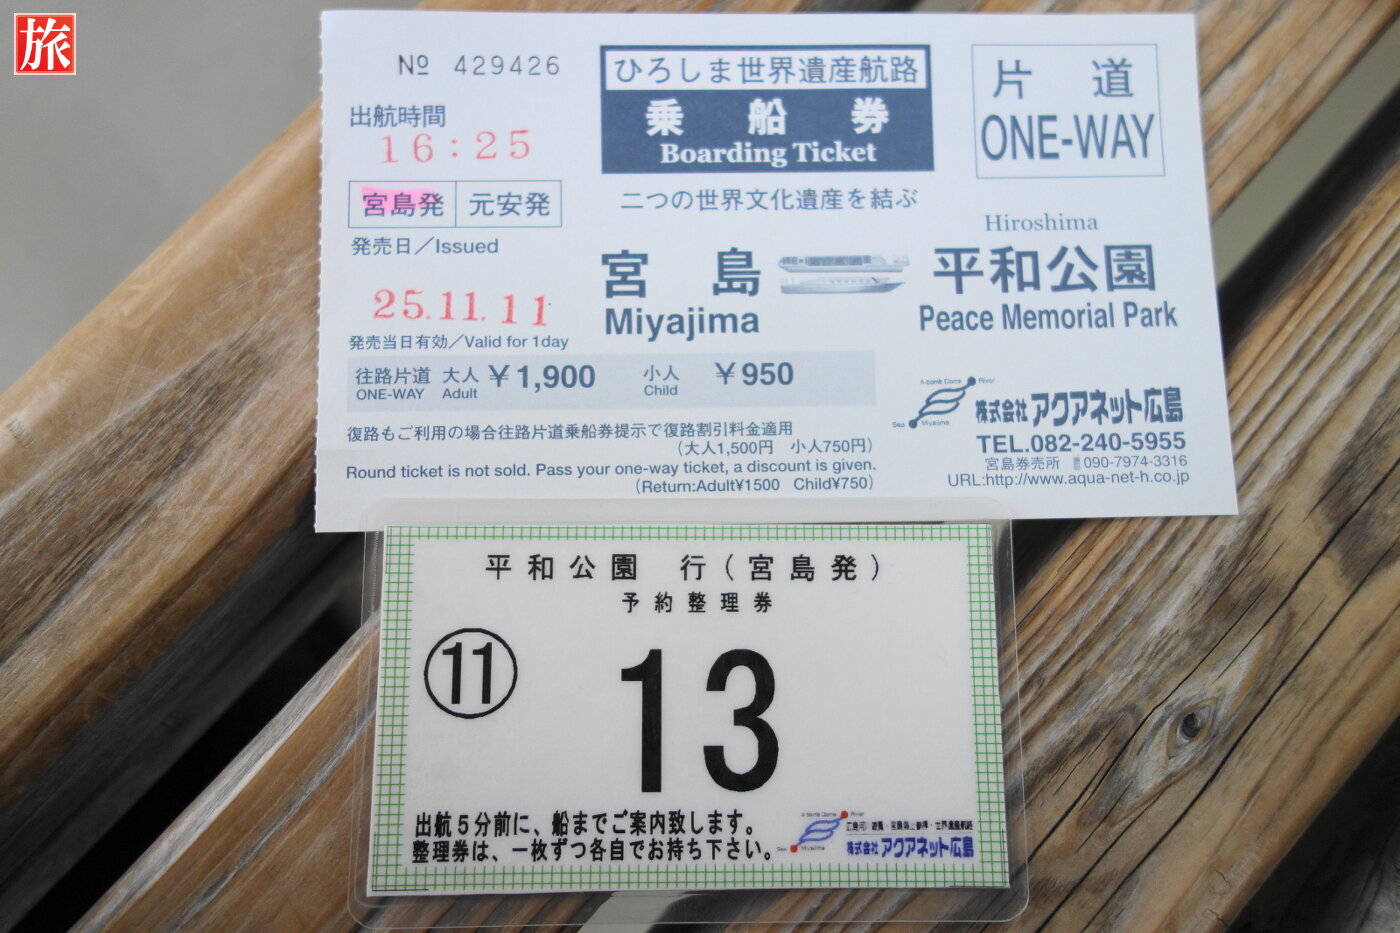 旅
№ 429426
出航時間
16:25
宮島発 元安発
発売日/Issued
25.11.11
発売当日有効/Valid for 1day
ひろしま世界遺産航路
乗船券
Boarding Ticket
片道
ONE-WAY
二つの世界文化遺産を結ぶ
宮島
Miyajima
Hiroshima
平和公園
Peace Memorial Park
往路片道 大人 ¥1,900 小人 ¥950
ONE-WAY Adult Child
復路もご利用の場合往路片道乗船券提示で復路割引料金適用
(大人1,500円 小人750円)
Round ticket is not sold. Pass your one-way ticket, a discount is given.
(Return:Adult¥1500 Child¥750)
A-bomb Dome River
Sea Miyajima
株式会社 アクアネット広島
TEL.082-240-5955
宮島券売所 090-7974-3316
URL:http://www.aqua-net-h.co.jp
平和公園 行(宮島発)
予約整理券
⑪
13
出航5分前に、船までご案内致します。
整理券は、一枚ずつ各自でお持ち下さい。
A-bomb Dome River
Sea Miyajima
株式会社 アクアネット広島